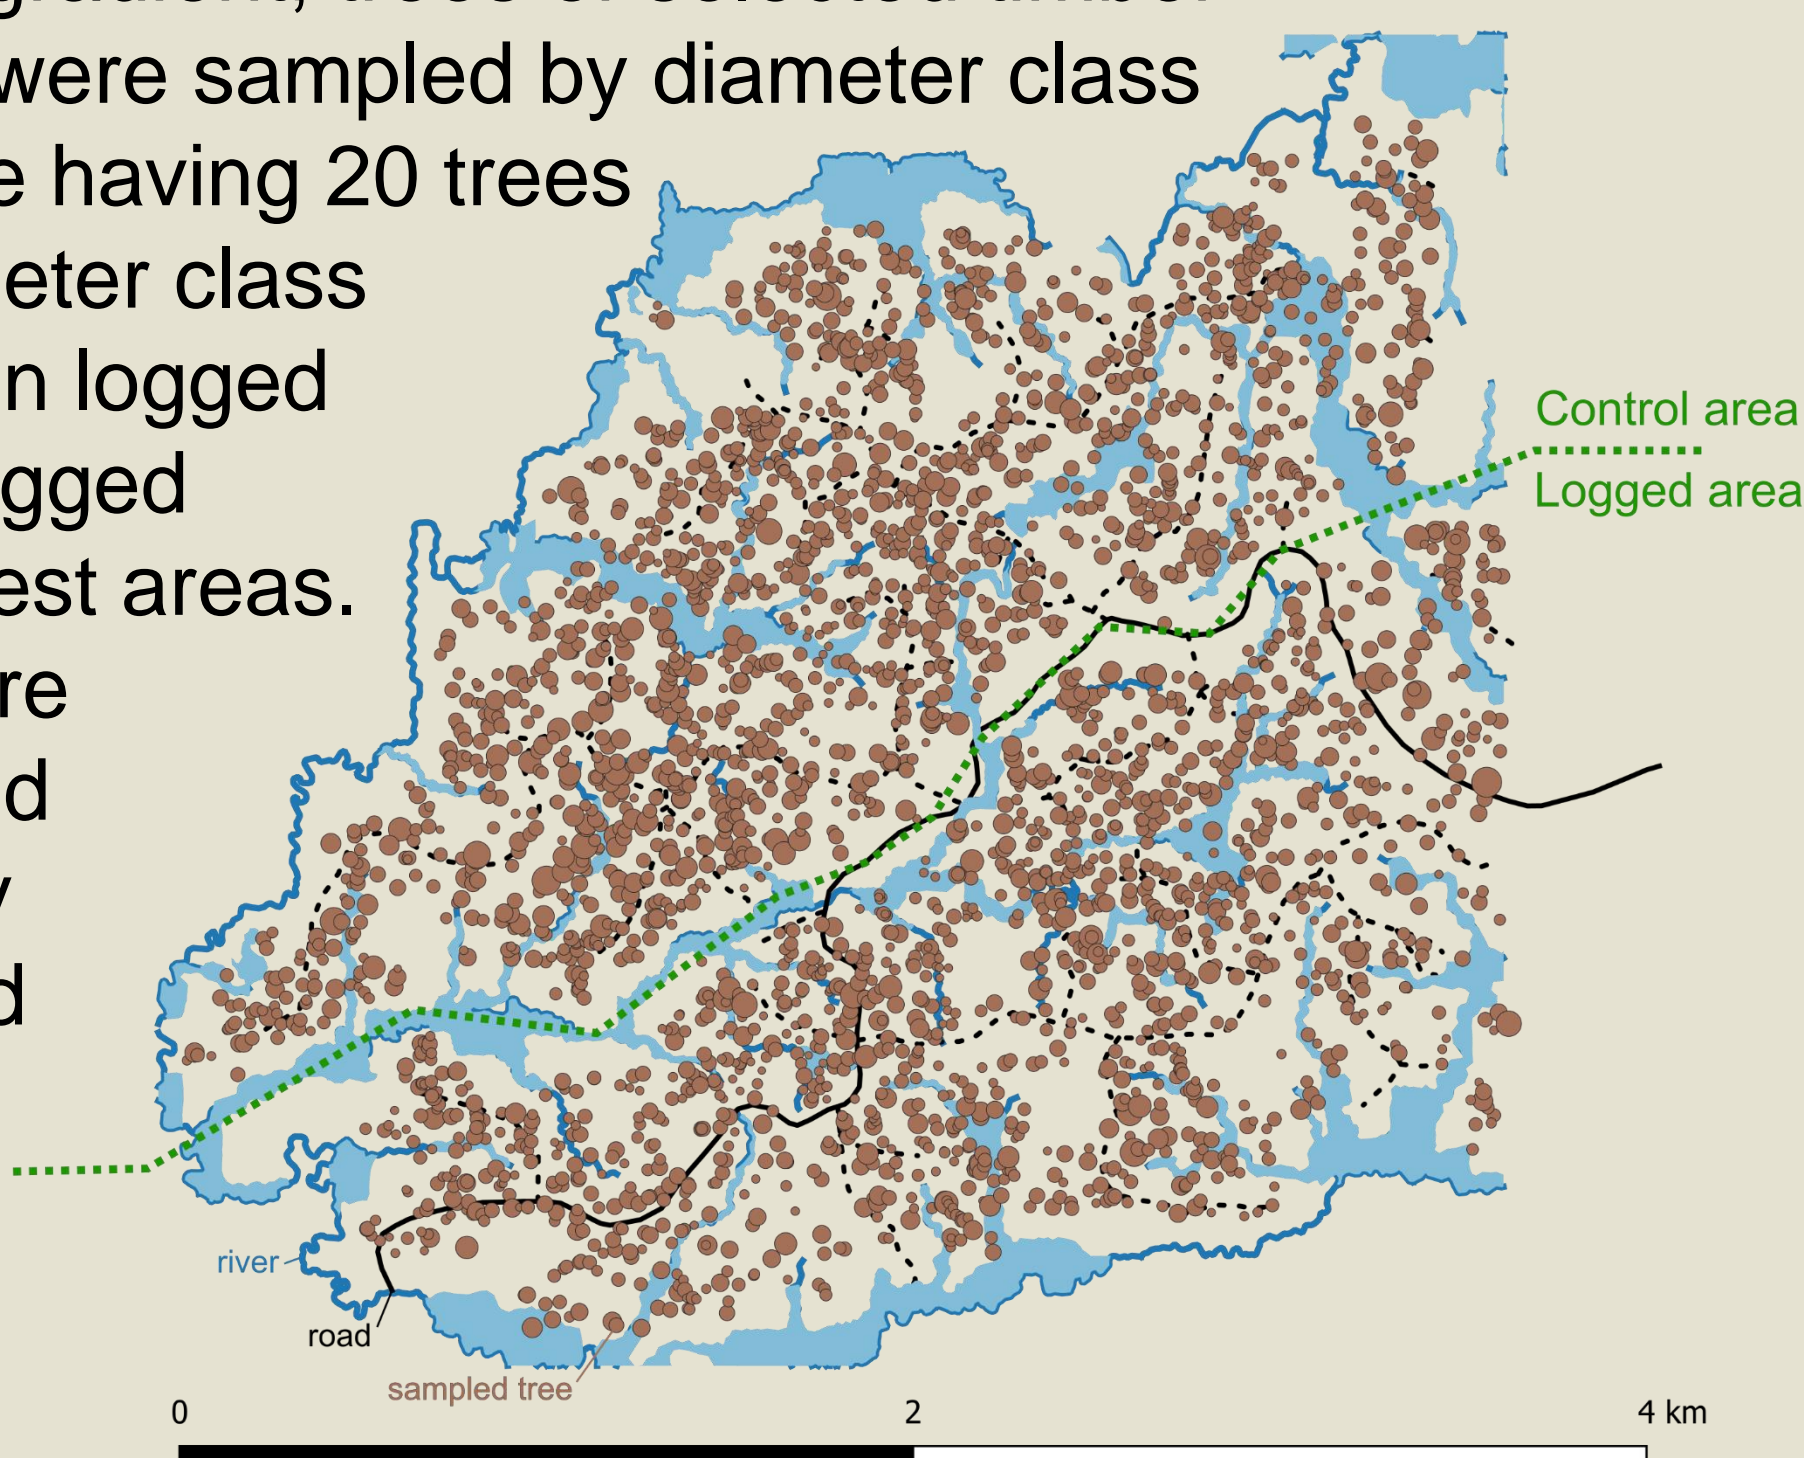 were sampled by diameter class
having 20 trees
eter class
n logged
gged
est areas.
re
d
y
d
Control area
Logged area
river
road
sampled tree
0 2 4 km